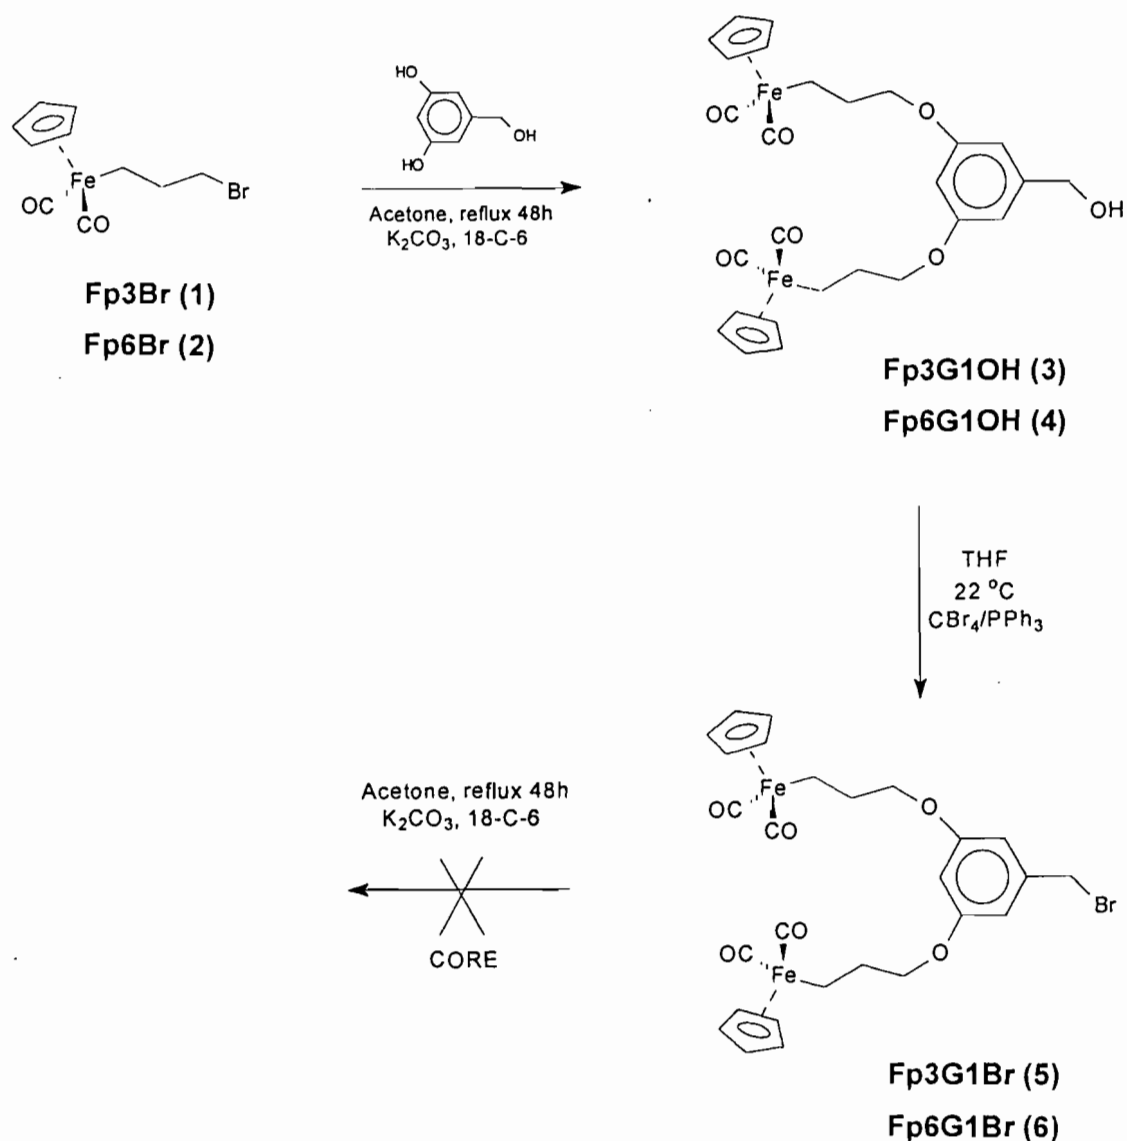 Fe
OC
CO
Br
Fp3Br (1)
Fp6Br (2)
HO
OH
HO
Acetone, reflux 48h
K₂CO₃, 18-C-6
Fe
OC
CO
O
OH
CO
OC
Fe
O
Fp3G1OH (3)
Fp6G1OH (4)
THF
22 °C
CBr₄/PPh₃
Acetone, reflux 48h
K₂CO₃, 18-C-6
CORE
Fe
OC
CO
O
Br
CO
OC
Fe
O
Fp3G1Br (5)
Fp6G1Br (6)